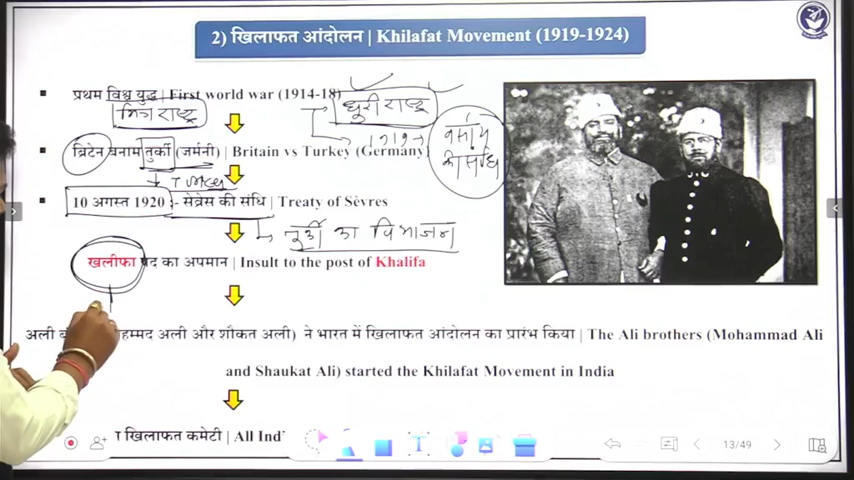 2) खिलाफत आंदोलन | Khilafat Movement (1919-1924)
प्रथम विश्व युद्ध | First world war (1914-18)
मित्र राष्ट्र
धूरी राष्ट्र
1919
की संधि
ब्रिटेन बनाम तुर्की (जर्मनी) | Britain vs Turkey (Germany)
10 अगस्त 1920 :- सेव्रेस की संधि | Treaty of Sèvres
तुर्की का विभाजन
खलीफा पद का अपमान | Insult to the post of Khalifa
अली मोहम्मद अली और शौकत अली) ने भारत में खिलाफत आंदोलन का प्रारंभ किया | The Ali brothers (Mohammad Ali
and Shaukat Ali) started the Khilafat Movement in India
खिलाफत कमेटी | All Ind
13/49